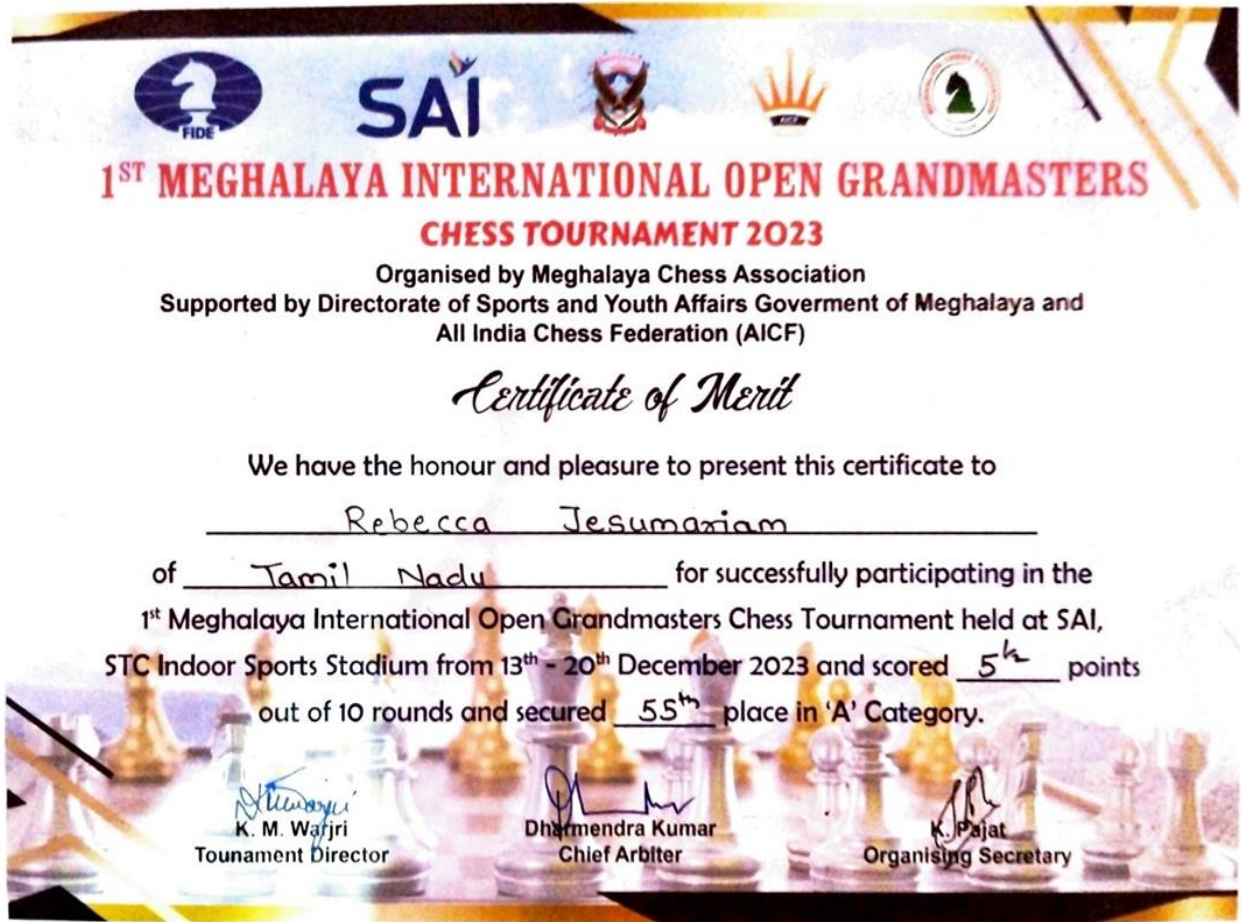 FIDE
SAI
AICF
1ST MEGHALAYA INTERNATIONAL OPEN GRANDMASTERS
CHESS TOURNAMENT 2023
Organised by Meghalaya Chess Association
Supported by Directorate of Sports and Youth Affairs Goverment of Meghalaya and
All India Chess Federation (AICF)
Certificate of Merit
We have the honour and pleasure to present this certificate to
Rebecca Jesumariam
of Tamil Nadu for successfully participating in the
1st Meghalaya International Open Grandmasters Chess Tournament held at SAI,
STC Indoor Sports Stadium from 13th - 20th December 2023 and scored 5½ points
out of 10 rounds and secured 55th place in 'A' Category.
K. M. Warjri
Dharmendra Kumar
K. Pajat
Tounament Director
Chief Arbiter
Organising Secretary